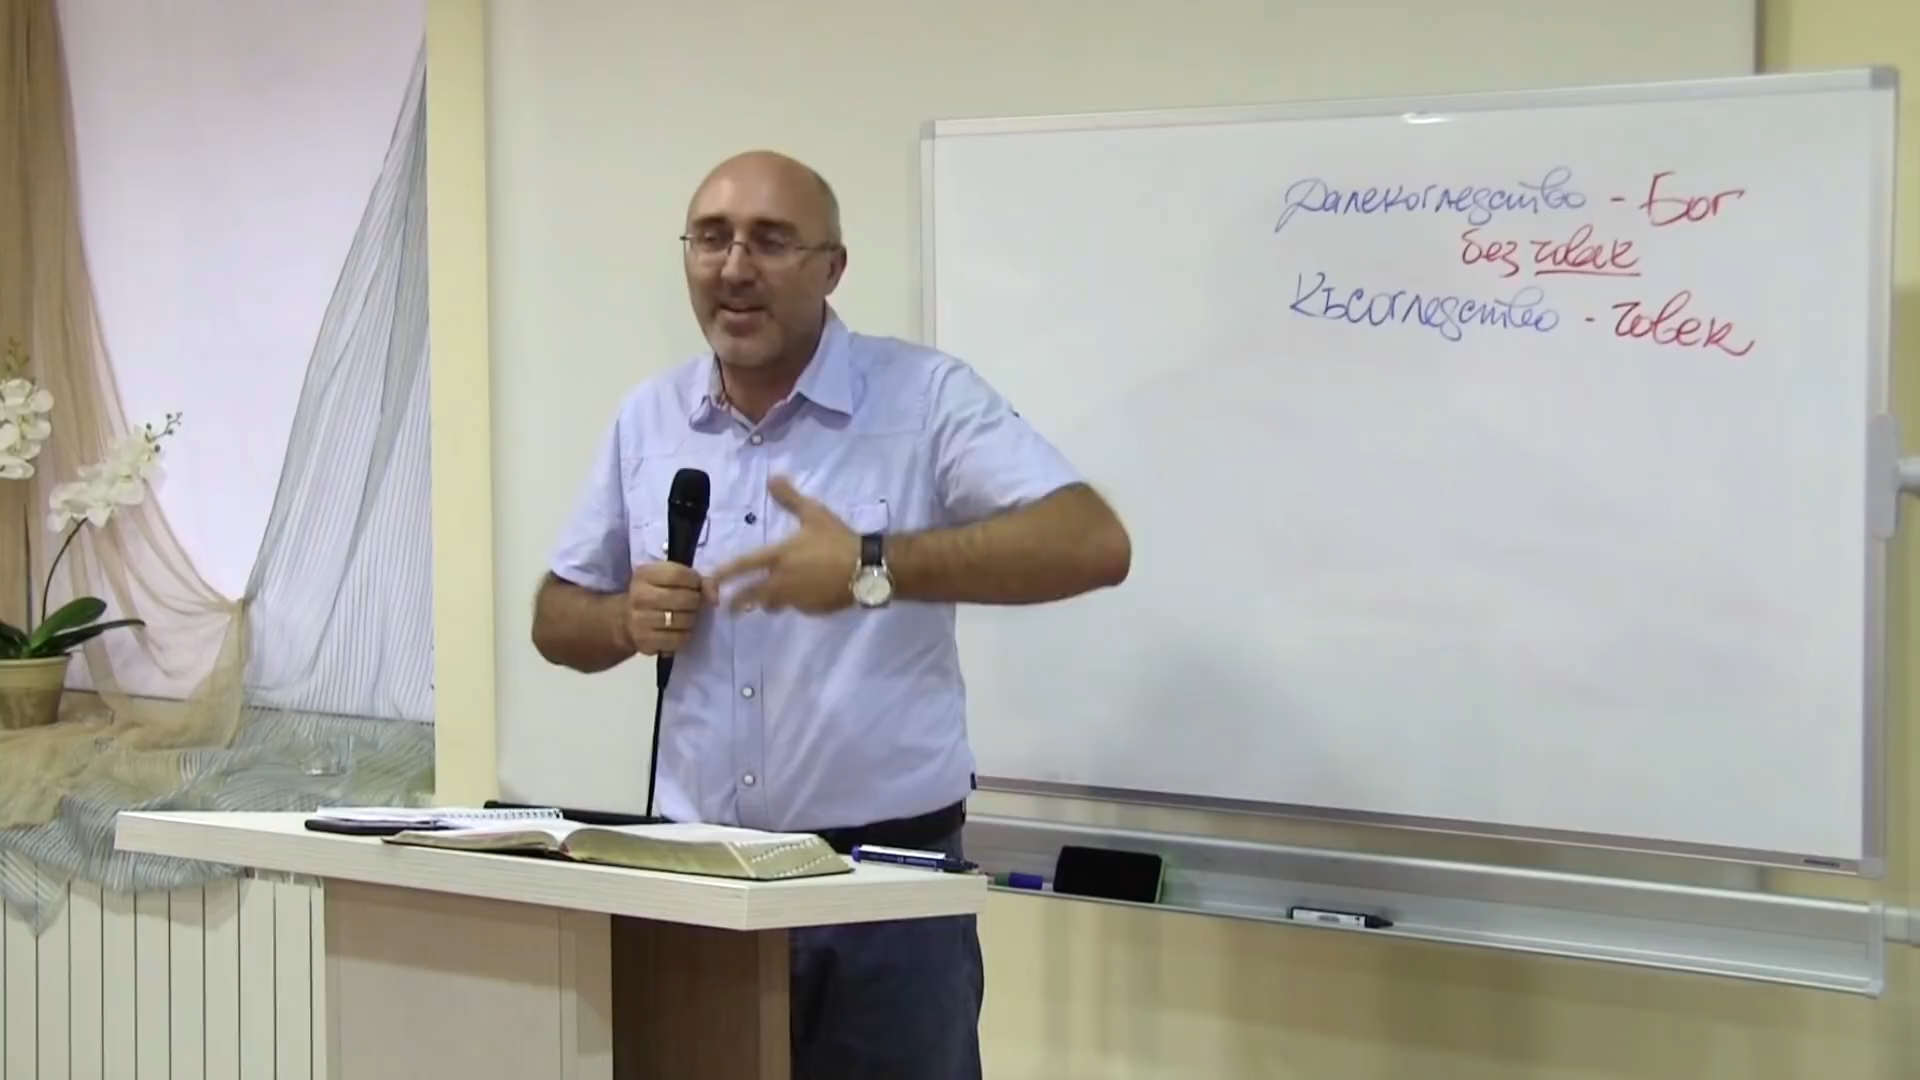 Далекогледство - Бог
без човек
Късогледство - човек